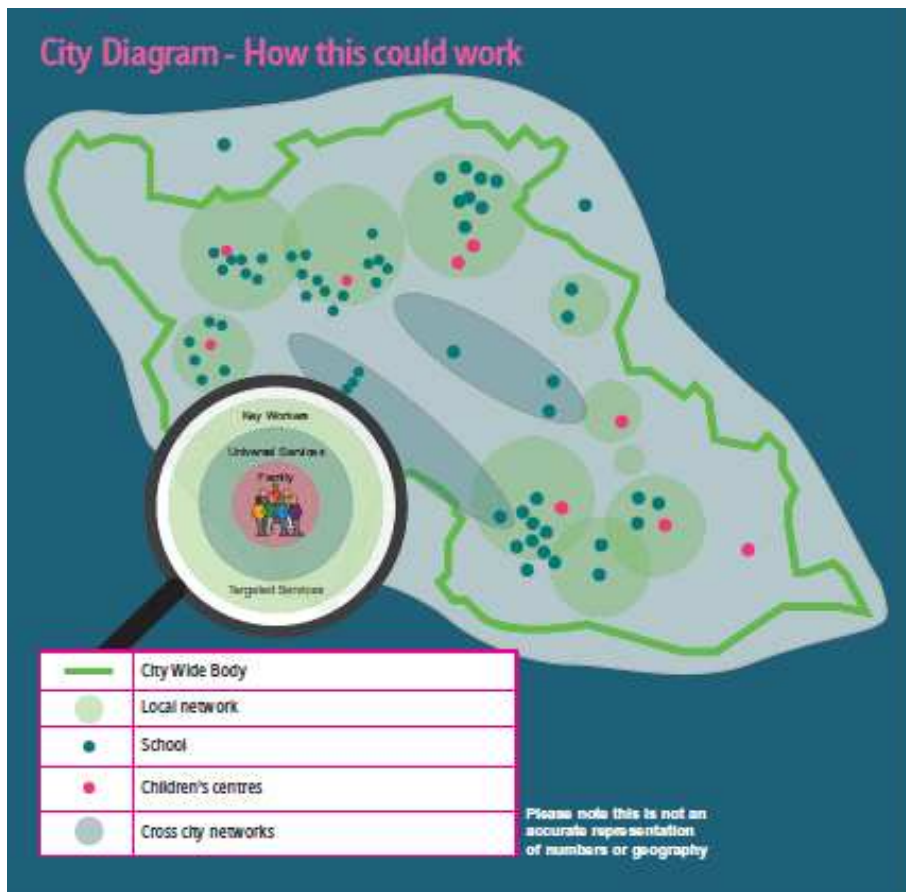 City Diagram - How this could work
Key Workers
Universal Services
Family
Targeted Services
City Wide Body
Local network
School
Children's centres
Cross city networks
Please note this is not an
accurate representation
of numbers or geography